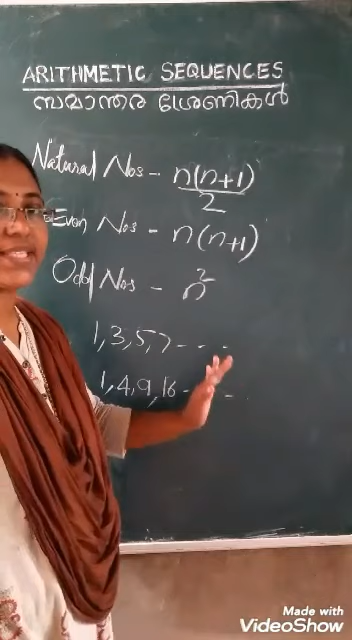 ARITHMETIC SEQUENCES
സമാന്തര ശ്രേണികൾ
Natural Nos - n(n+1)/2
Even Nos - n(n+1)
Odd Nos - n²
1,3,5,7 - - - -
1,4,9,16 - - -
Made with
VideoShow